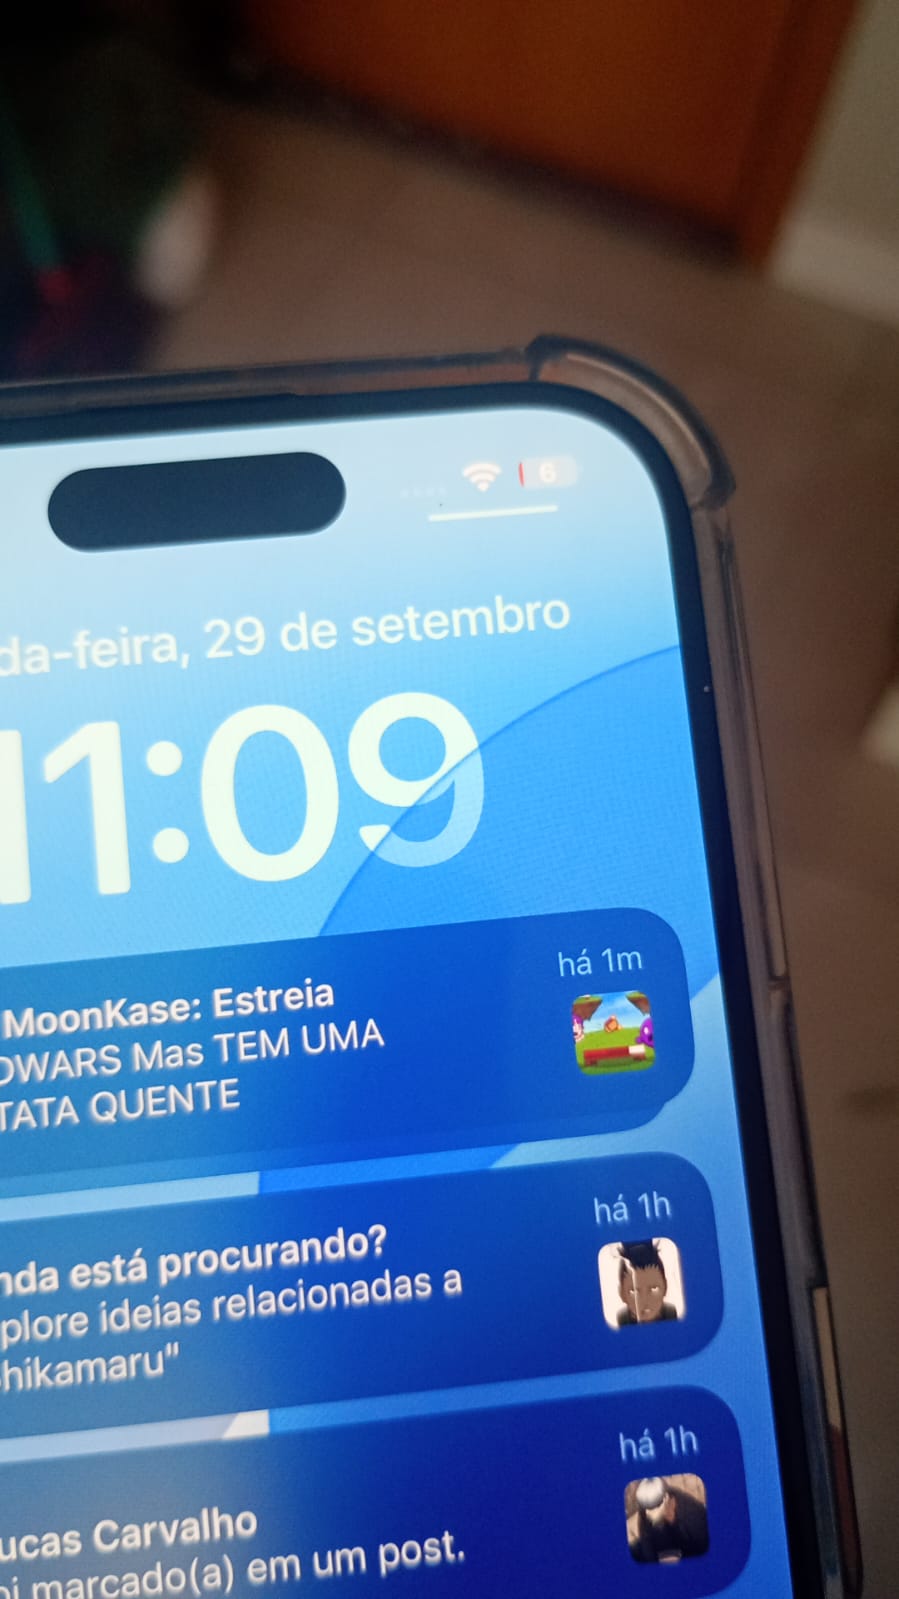 6
da-feira, 29 de setembro
11:09
há 1m
MoonKase: Estreia
DWARS Mas TEM UMA
TATA QUENTE
há 1h
nda está procurando?
plore ideias relacionadas a
hikamaru"
há 1h
ucas Carvalho
oi marcado(a) em um post.